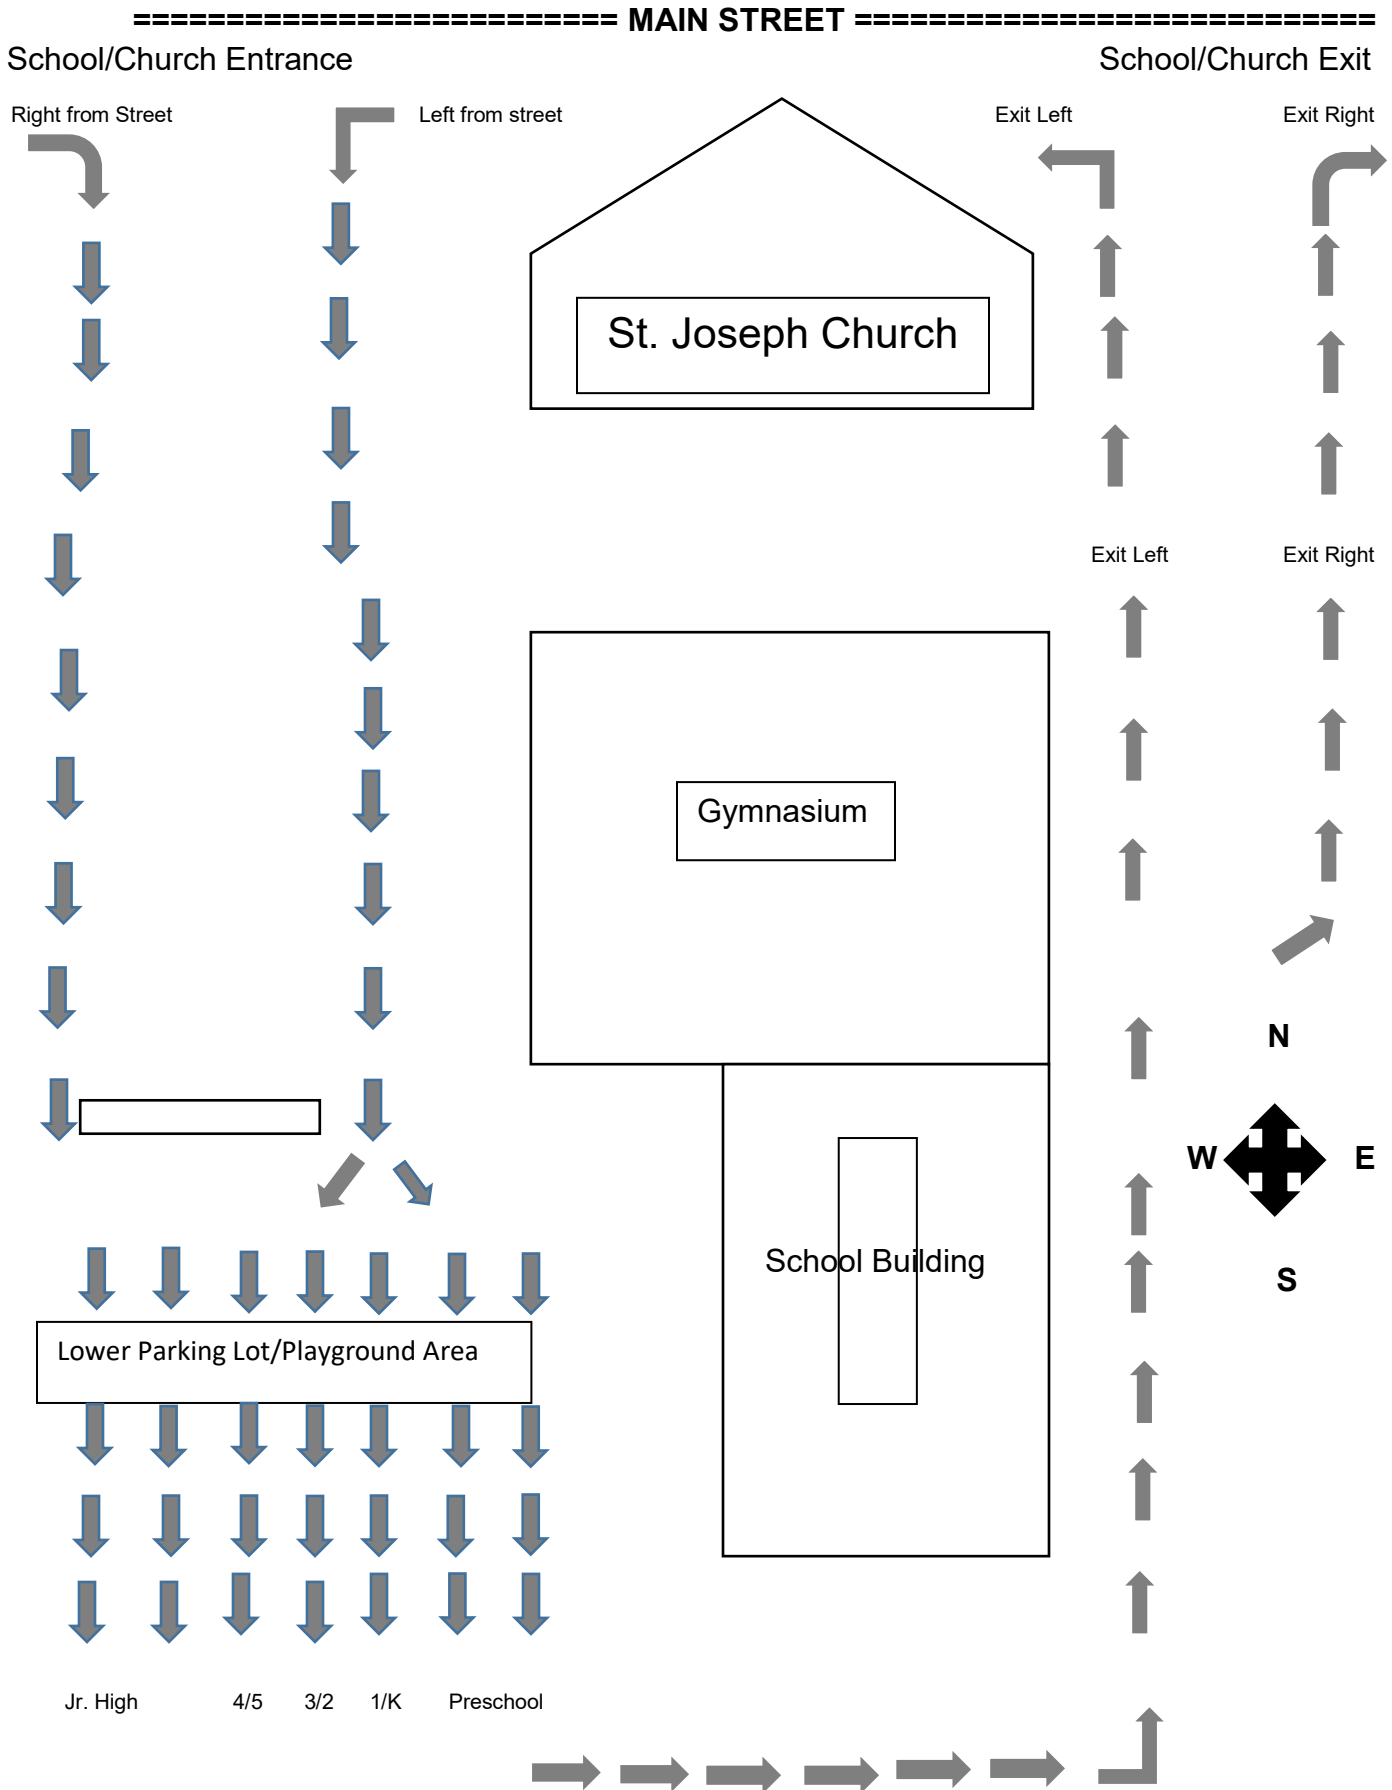 ============================ MAIN STREET ==============================
School/Church Entrance
School/Church Exit
Right from Street
Left from street
Exit Left
Exit Right
St. Joseph Church
Exit Left
Exit Right
Gymnasium
N
W
E
School Building
S
Lower Parking Lot/Playground Area
Jr. High
4/5
3/2
1/K
Preschool